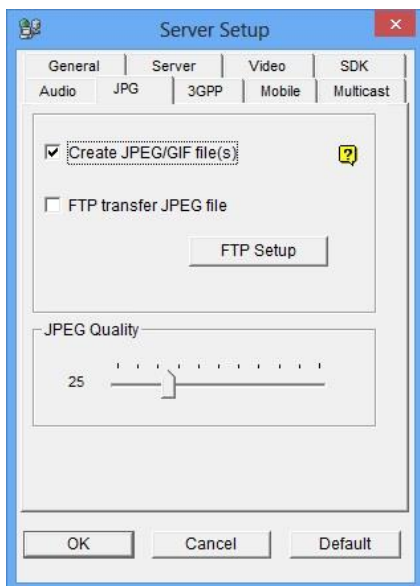 Server Setup
General Server Video SDK
Audio JPG 3GPP Mobile Multicast
Create JPEG/GIF file(s)
FTP transfer JPEG file
FTP Setup
JPEG Quality
25
OK Cancel Default